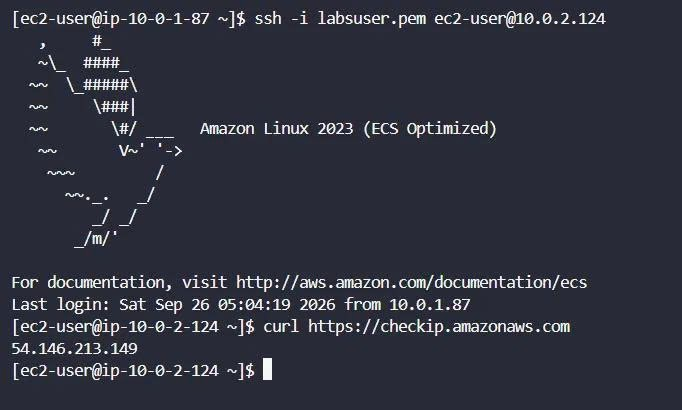 [ec2-user@ip-10-0-1-87 ~]$ ssh -i labsuser.pem ec2-user@10.0.2.124
   ,     #_
   ~\_  ####_
  ~~  \_#####\
  ~~     \###|
  ~~       \#/ ___   Amazon Linux 2023 (ECS Optimized)
   ~~       V~' '->
    ~~~         /
      ~~._.   _/
         _/ _/
       _/m/'
For documentation, visit http://aws.amazon.com/documentation/ecs
Last login: Sat Sep 26 05:04:19 2026 from 10.0.1.87
[ec2-user@ip-10-0-2-124 ~]$ curl https://checkip.amazonaws.com
54.146.213.149
[ec2-user@ip-10-0-2-124 ~]$